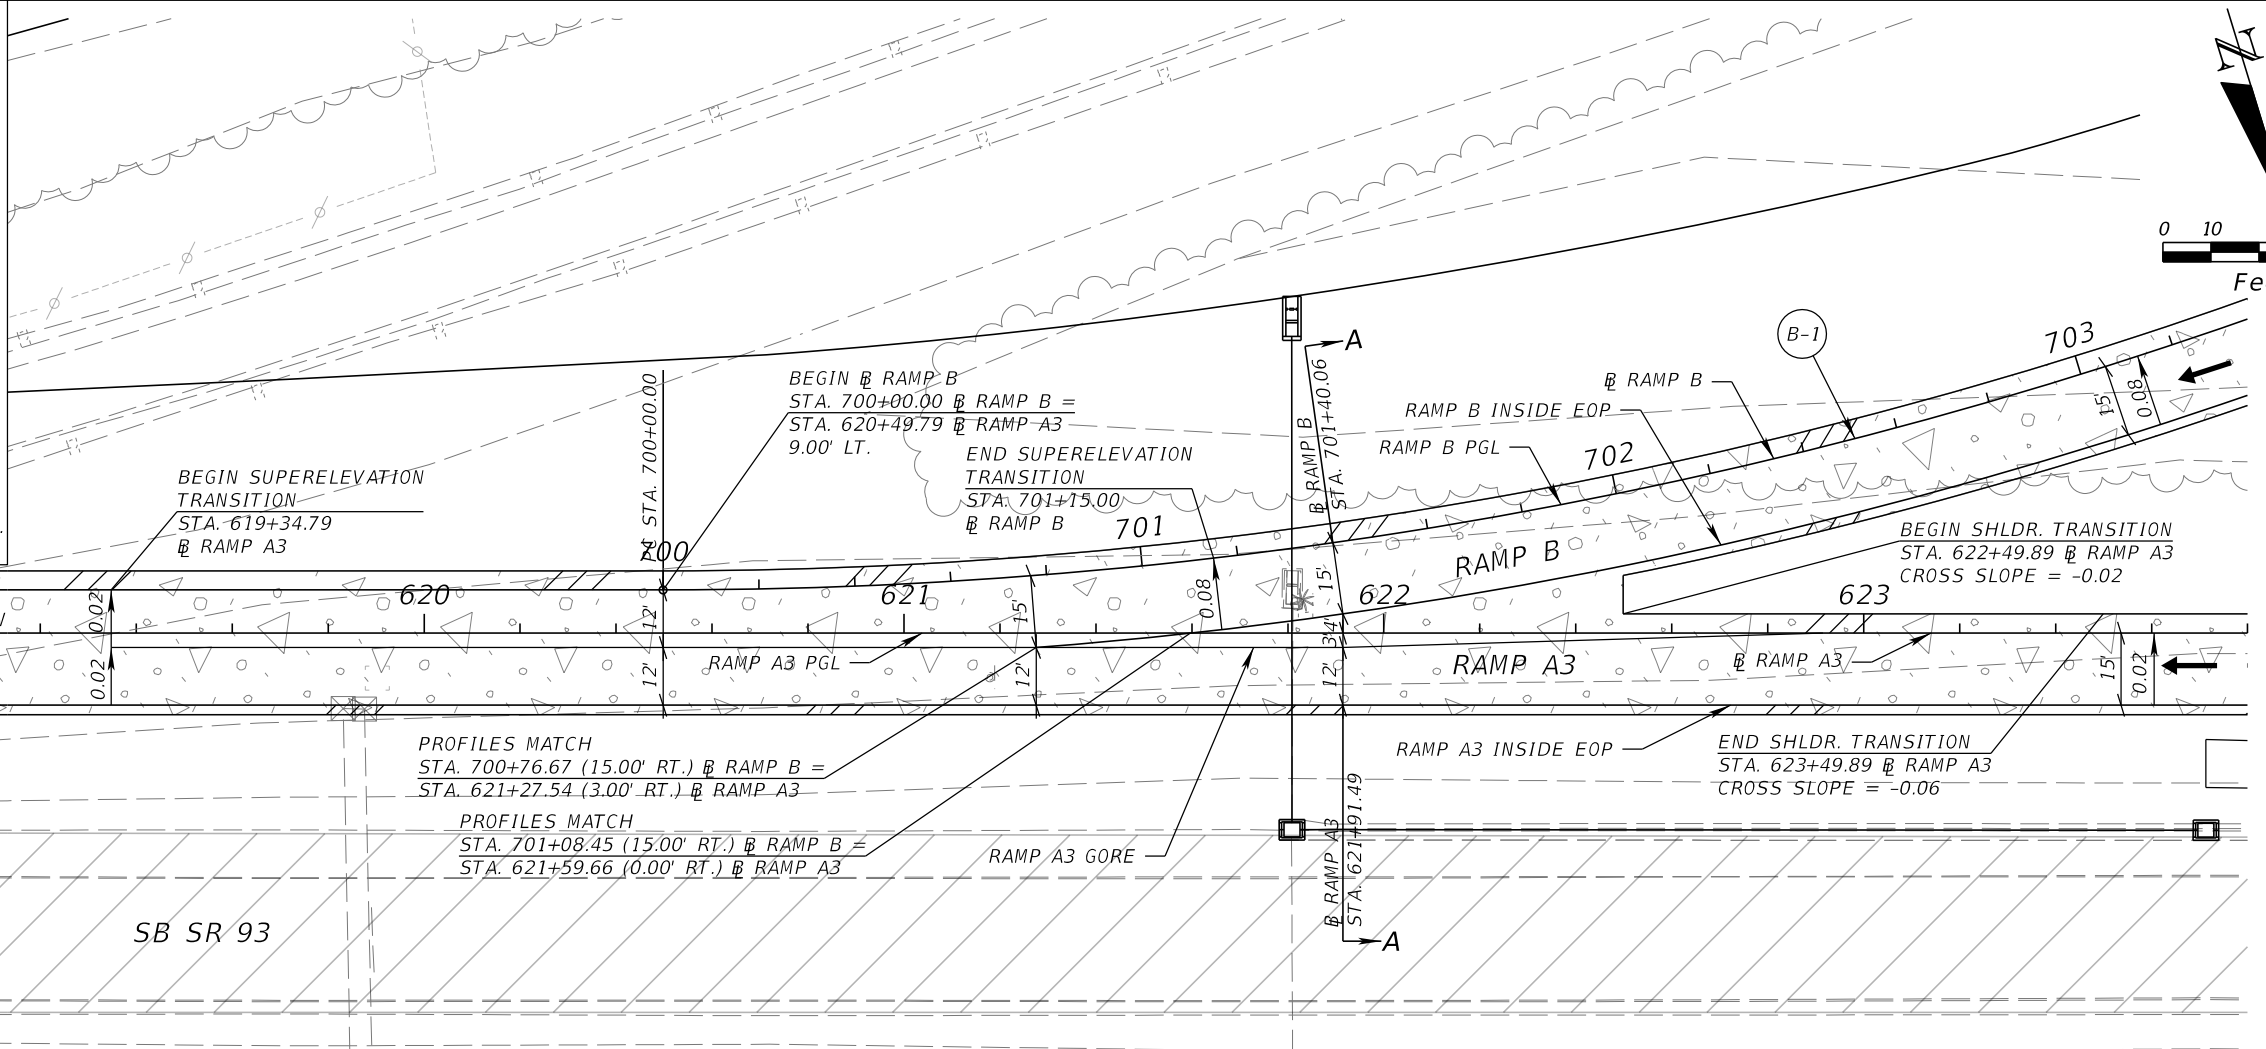 N
0 10
Fe
A
B-1
703
BEGIN ℄ RAMP B
STA. 700+00.00 ℄ RAMP B =
STA. 620+49.79 ℄ RAMP A3
9.00' LT.
PC STA. 700+00.00
℄ RAMP B
STA. 701+40.06
℄ RAMP B
RAMP B INSIDE EOP
RAMP B PGL
15'
0.08
END SUPERELEVATION
TRANSITION
STA. 701+15.00
℄ RAMP B
BEGIN SUPERELEVATION
TRANSITION
STA. 619+34.79
℄ RAMP A3
700
701
702
RAMP B
BEGIN SHLDR. TRANSITION
STA. 622+49.89 ℄ RAMP A3
CROSS SLOPE = -0.02
620
621
622
623
0.02
12'
15'
0.08
15'
3'
4'
0.02
12'
RAMP A3 PGL
12'
12'
RAMP A3
℄ RAMP A3
15'
0.02
PROFILES MATCH
STA. 700+76.67 (15.00' RT.) ℄ RAMP B =
STA. 621+27.54 (3.00' RT.) ℄ RAMP A3
RAMP A3 INSIDE EOP
END SHLDR. TRANSITION
STA. 623+49.89 ℄ RAMP A3
CROSS SLOPE = -0.06
PROFILES MATCH
STA. 701+08.45 (15.00' RT.) ℄ RAMP B =
STA. 621+59.66 (0.00' RT.) ℄ RAMP A3
RAMP A3 GORE
℄ RAMP A3
STA. 621+91.49
A
SB SR 93